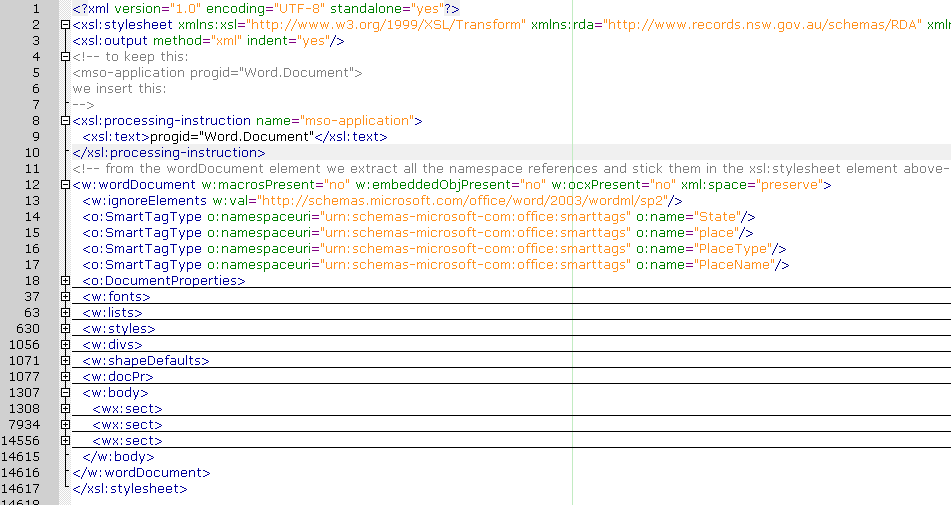 1 <?xml version="1.0" encoding="UTF-8" standalone="yes"?>
2 <xsl:stylesheet xmlns:xsl="http://www.w3.org/1999/XSL/Transform" xmlns:rda="http://www.records.nsw.gov.au/schemas/RDA" xmln
3 <xsl:output method="xml" indent="yes"/>
4 <!-- to keep this:
5 <mso-application progid="Word.Document">
6 we insert this:
7 -->
8 <xsl:processing-instruction name="mso-application">
9 <xsl:text>progid="Word.Document"</xsl:text>
10 </xsl:processing-instruction>
11 <!-- from the wordDocument element we extract all the namespace references and stick them in the xsl:stylesheet element above-
12 <w:wordDocument w:macrosPresent="no" w:embeddedObjPresent="no" w:ocxPresent="no" xml:space="preserve">
13 <w:ignoreElements w:val="http://schemas.microsoft.com/office/word/2003/wordml/sp2"/>
14 <o:SmartTagType o:namespaceuri="urn:schemas-microsoft-com:office:smarttags" o:name="State"/>
15 <o:SmartTagType o:namespaceuri="urn:schemas-microsoft-com:office:smarttags" o:name="place"/>
16 <o:SmartTagType o:namespaceuri="urn:schemas-microsoft-com:office:smarttags" o:name="PlaceType"/>
17 <o:SmartTagType o:namespaceuri="urn:schemas-microsoft-com:office:smarttags" o:name="PlaceName"/>
18 <o:DocumentProperties>
37 <w:fonts>
63 <w:lists>
630 <w:styles>
1056 <w:divs>
1071 <w:shapeDefaults>
1077 <w:docPr>
1307 <w:body>
1308 <wx:sect>
7934 <wx:sect>
14556 <wx:sect>
14615 </w:body>
14616 </w:wordDocument>
14617 </xsl:stylesheet>
14618